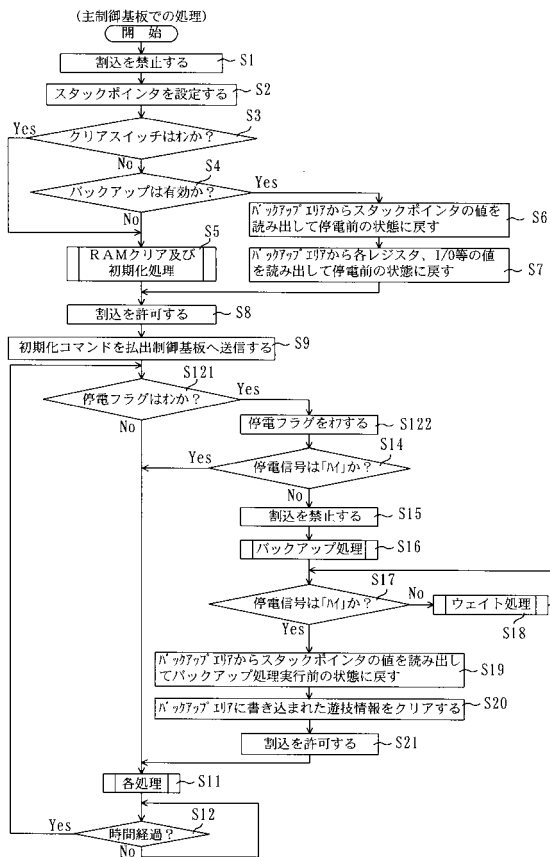 (主制御基板での処理)
開 始
割込を禁止する
S1
スタックポインタを設定する
S2
クリアスイッチはオンか？
S3
Yes
No
バックアップは有効か？
S4
Yes
No
RAMクリア及び
初期化処理
S5
バックアップエリアからスタックポインタの値を
読み出して停電前の状態に戻す
S6
バックアップエリアから各レジスタ、I/O等の値
を読み出して停電前の状態に戻す
S7
割込を許可する
S8
初期化コマンドを払出制御基板へ送信する
S9
停電フラグはオンか？
S121
Yes
No
停電フラグをオフする
S122
停電信号は「ハイ」か？
S14
Yes
No
割込を禁止する
S15
バックアップ処理
S16
停電信号は「ハイ」か？
S17
No
Yes
ウェイト処理
S18
バックアップエリアからスタックポインタの値を読み出し
てバックアップ処理実行前の状態に戻す
S19
バックアップエリアに書き込まれた遊技情報をクリアする
S20
割込を許可する
S21
各処理
S11
時間経過？
S12
Yes
No